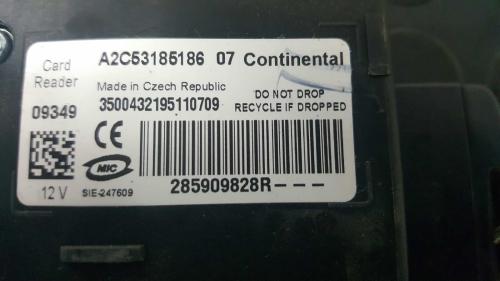 Card Reader
A2C53185186 07 Continental
Made in Czech Republic
DO NOT DROP
RECYCLE IF DROPPED
09349
3500432195110709
CE
MIC
12 V
SIE-247609
285909828R---